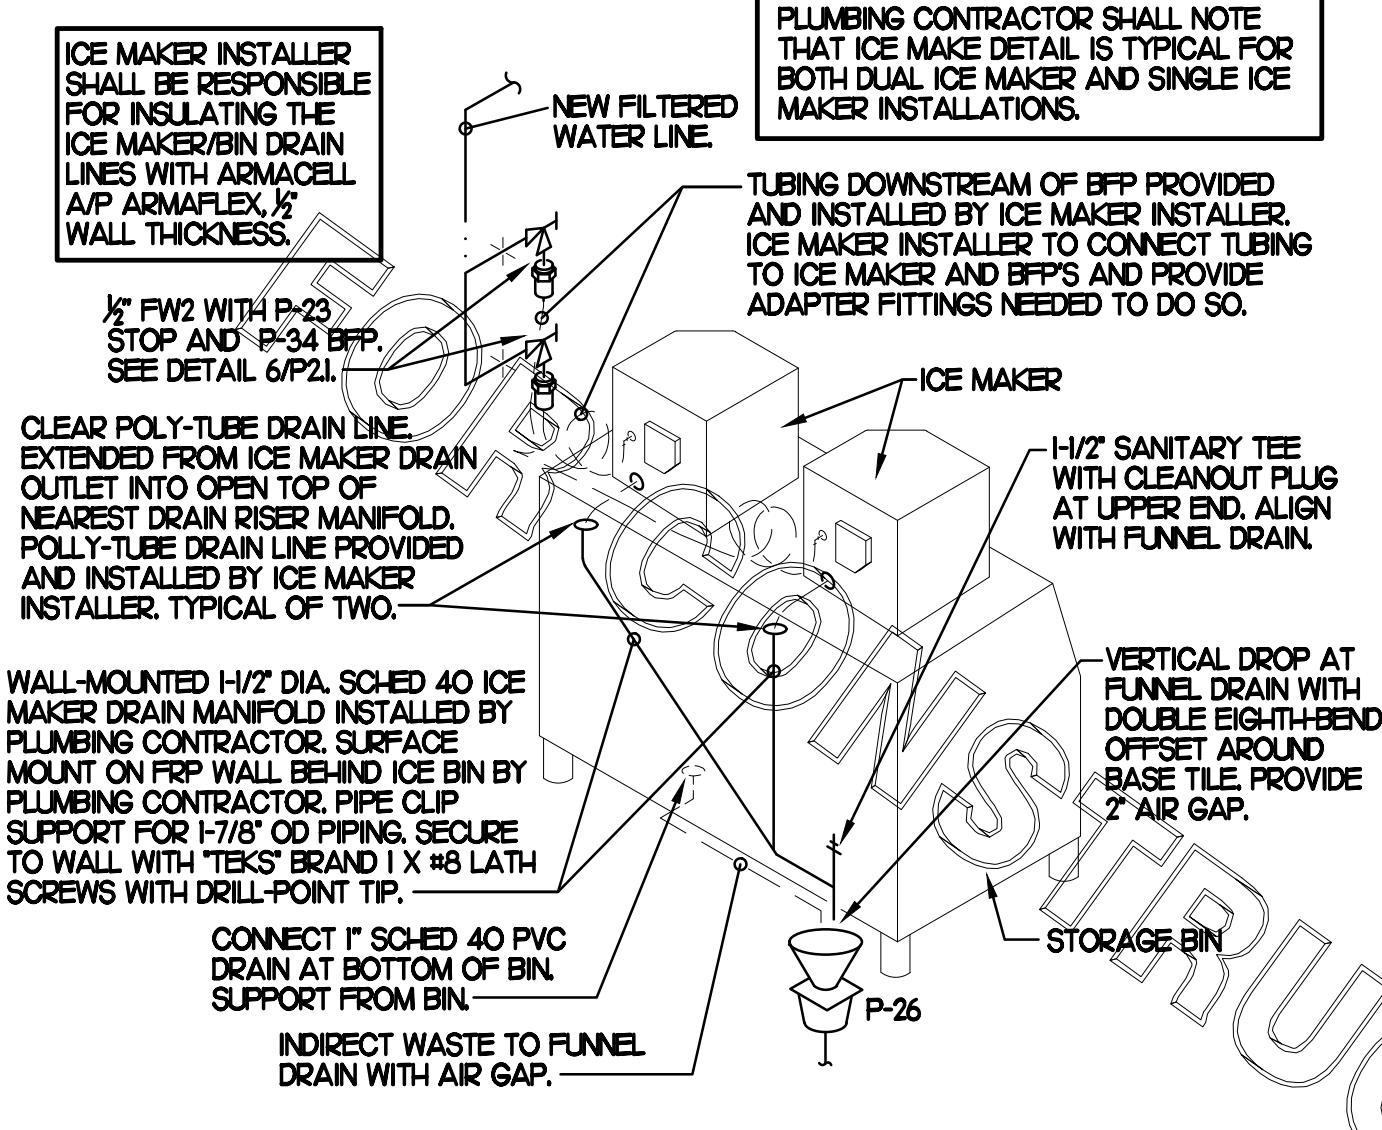 PLUMBING CONTRACTOR SHALL NOTE
THAT ICE MAKE DETAIL IS TYPICAL FOR
BOTH DUAL ICE MAKER AND SINGLE ICE
MAKER INSTALLATIONS.
ICE MAKER INSTALLER
SHALL BE RESPONSIBLE
FOR INSULATING THE
ICE MAKER/BIN DRAIN
LINES WITH ARMACELL
A/P ARMAFLEX, ½"
WALL THICKNESS.
NEW FILTERED
WATER LINE.
TUBING DOWNSTREAM OF BFP PROVIDED
AND INSTALLED BY ICE MAKER INSTALLER.
ICE MAKER INSTALLER TO CONNECT TUBING
TO ICE MAKER AND BFP'S AND PROVIDE
ADAPTER FITTINGS NEEDED TO DO SO.
½" FW2 WITH P-23
STOP AND P-34 BFP.
SEE DETAIL 6/P2.1.
ICE MAKER
CLEAR POLY-TUBE DRAIN LINE.
EXTENDED FROM ICE MAKER DRAIN
OUTLET INTO OPEN TOP OF
NEAREST DRAIN RISER MANIFOLD.
POLLY-TUBE DRAIN LINE PROVIDED
AND INSTALLED BY ICE MAKER
INSTALLER. TYPICAL OF TWO.
1-1/2" SANITARY TEE
WITH CLEANOUT PLUG
AT UPPER END. ALIGN
WITH FUNNEL DRAIN.
WALL-MOUNTED 1-1/2" DIA. SCHED 40 ICE
MAKER DRAIN MANIFOLD INSTALLED BY
PLUMBING CONTRACTOR. SURFACE
MOUNT ON FRP WALL BEHIND ICE BIN BY
PLUMBING CONTRACTOR. PIPE CLIP
SUPPORT FOR 1-7/8" OD PIPING. SECURE
TO WALL WITH "TEKS" BRAND 1 X #8 LATH
SCREWS WITH DRILL-POINT TIP.
VERTICAL DROP AT
FUNNEL DRAIN WITH
DOUBLE EIGHTH-BEND
OFFSET AROUND
BASE TILE. PROVIDE
2" AIR GAP.
CONNECT 1" SCHED 40 PVC
DRAIN AT BOTTOM OF BIN.
SUPPORT FROM BIN.
STORAGE BIN
P-26
INDIRECT WASTE TO FUNNEL
DRAIN WITH AIR GAP.
FOR CONSTRUC